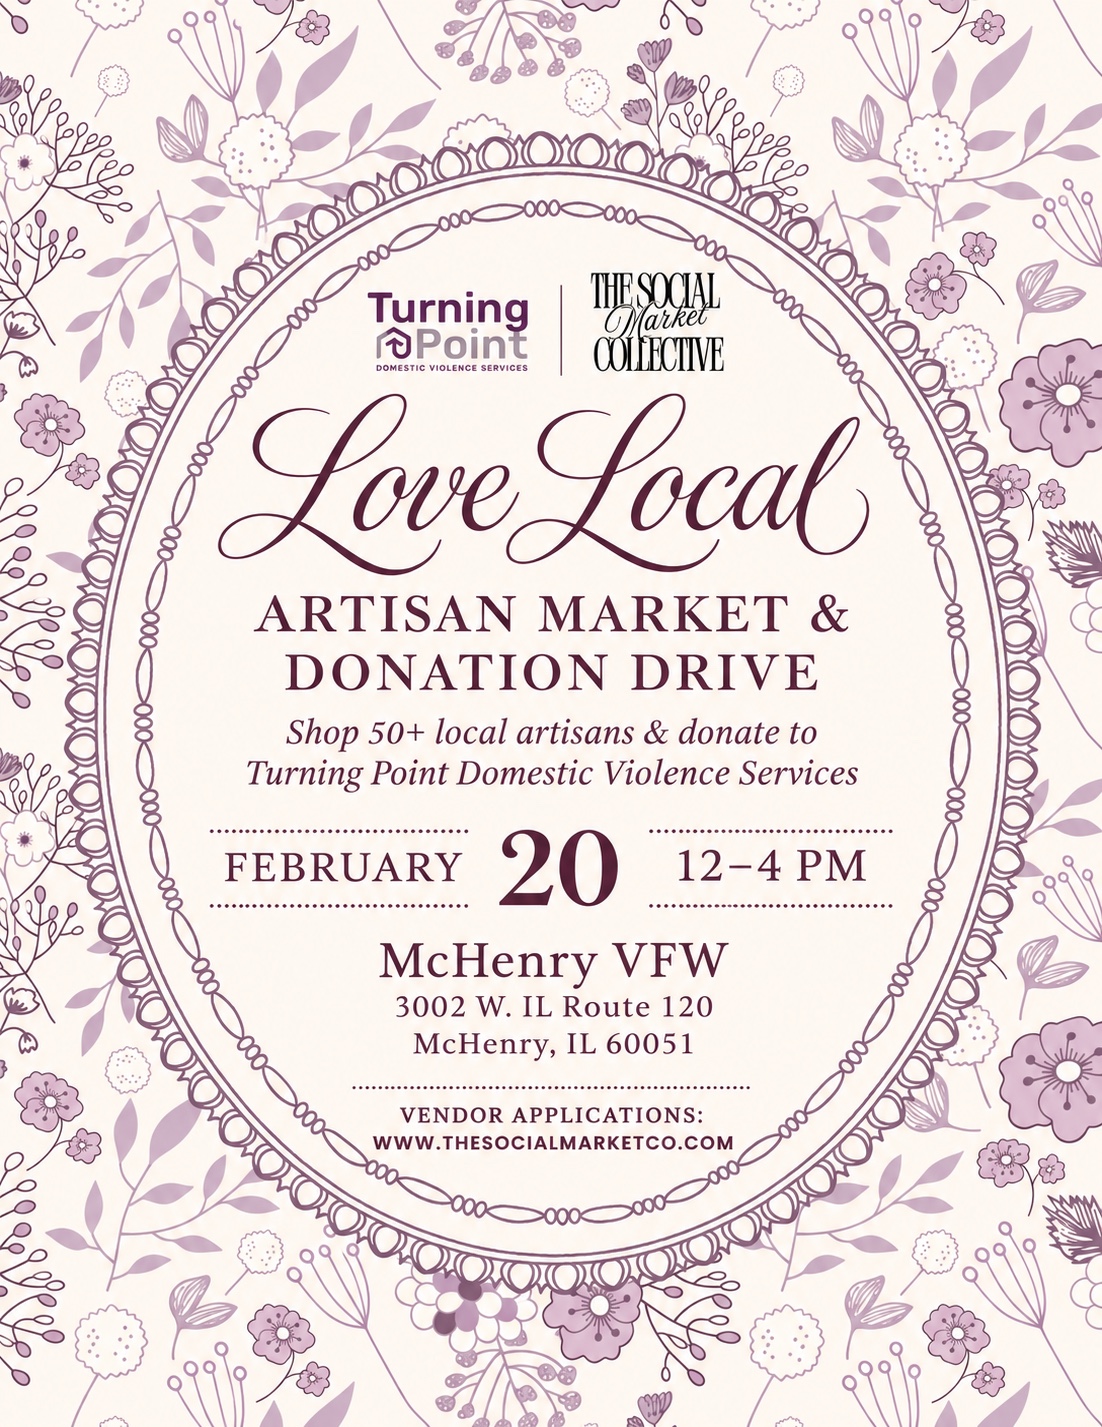 Turning
Point
DOMESTIC VIOLENCE SERVICES
THE SOCIAL
Market
COLLECTIVE
Love Local
ARTISAN MARKET &
DONATION DRIVE
Shop 50+ local artisans & donate to
Turning Point Domestic Violence Services
FEBRUARY 20 12–4 PM
McHenry VFW
3002 W. IL Route 120
McHenry, IL 60051
VENDOR APPLICATIONS:
WWW.THESOCIALMARKETCO.COM